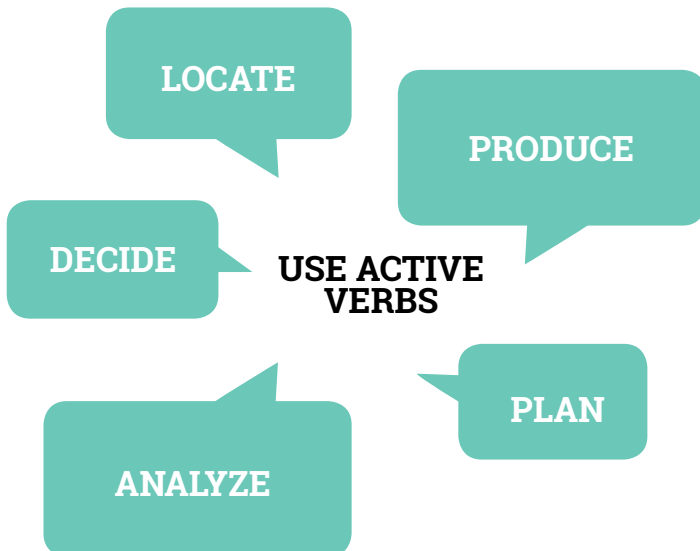 LOCATE
PRODUCE
DECIDE
USE ACTIVE
VERBS
PLAN
ANALYZE